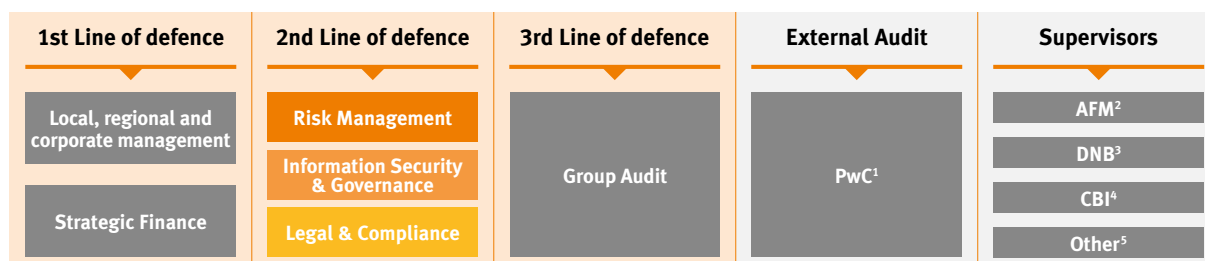 1st Line of defence
Local, regional and
corporate management
Strategic Finance
2nd Line of defence
Risk Management
Information Security
& Governance
Legal & Compliance
3rd Line of defence
Group Audit
External Audit
PwC¹
Supervisors
AFM²
DNB³
CBI⁴
Other⁵